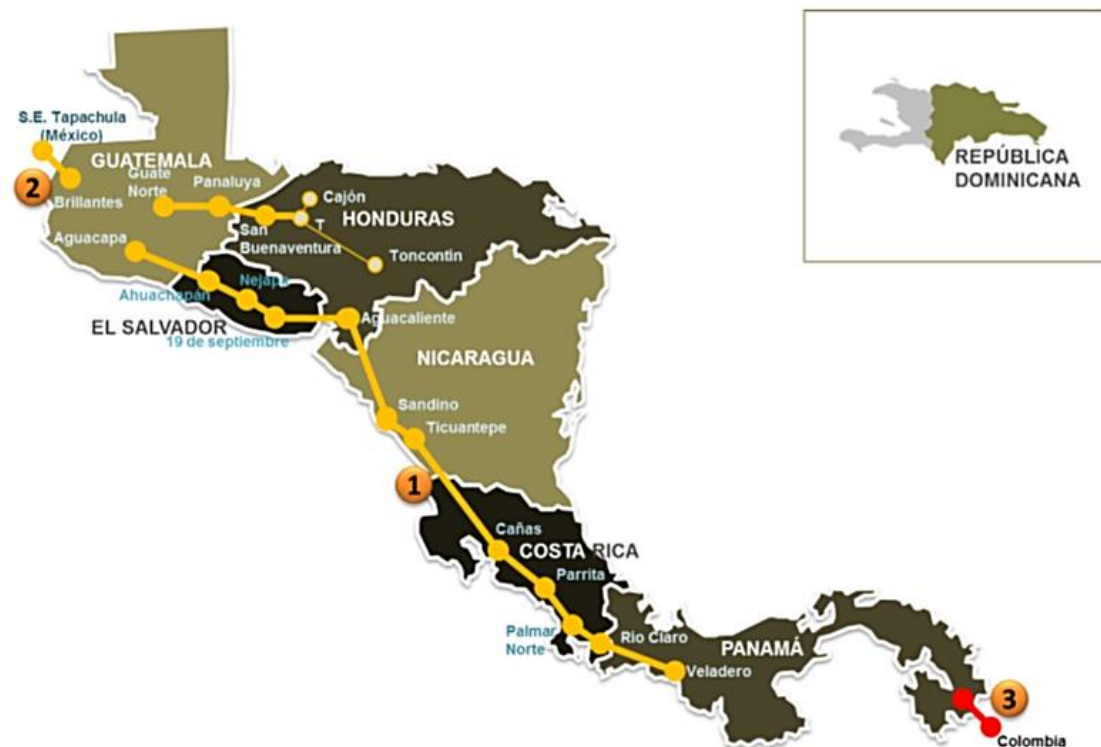 S.E. Tapachula
(México)
GUATEMALA
2
Brillantes
Guate
Norte
Panaluya
Aguacapa
Cajón
HONDURAS
T
San
Buenaventura
Toncontin
Ahuachapán
Nejapa
EL SALVADOR
19 de septiembre
Aguacaliente
NICARAGUA
Sandino
Ticuantepe
1
Cañas
COSTA RICA
Parrita
Palmar
Norte
Rio Claro
PANAMÁ
Veladero
3
Colombia
REPÚBLICA
DOMINICANA